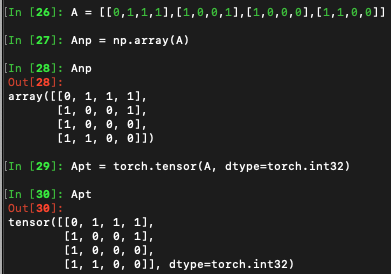 In [26]: A = [[0,1,1,1],[1,0,0,1],[1,0,0,0],[1,1,0,0]]
In [27]: Anp = np.array(A)
In [28]: Anp
Out[28]:
array([[0, 1, 1, 1],
[1, 0, 0, 1],
[1, 0, 0, 0],
[1, 1, 0, 0]])
In [29]: Apt = torch.tensor(A, dtype=torch.int32)
In [30]: Apt
Out[30]:
tensor([[0, 1, 1, 1],
[1, 0, 0, 1],
[1, 0, 0, 0],
[1, 1, 0, 0]], dtype=torch.int32)